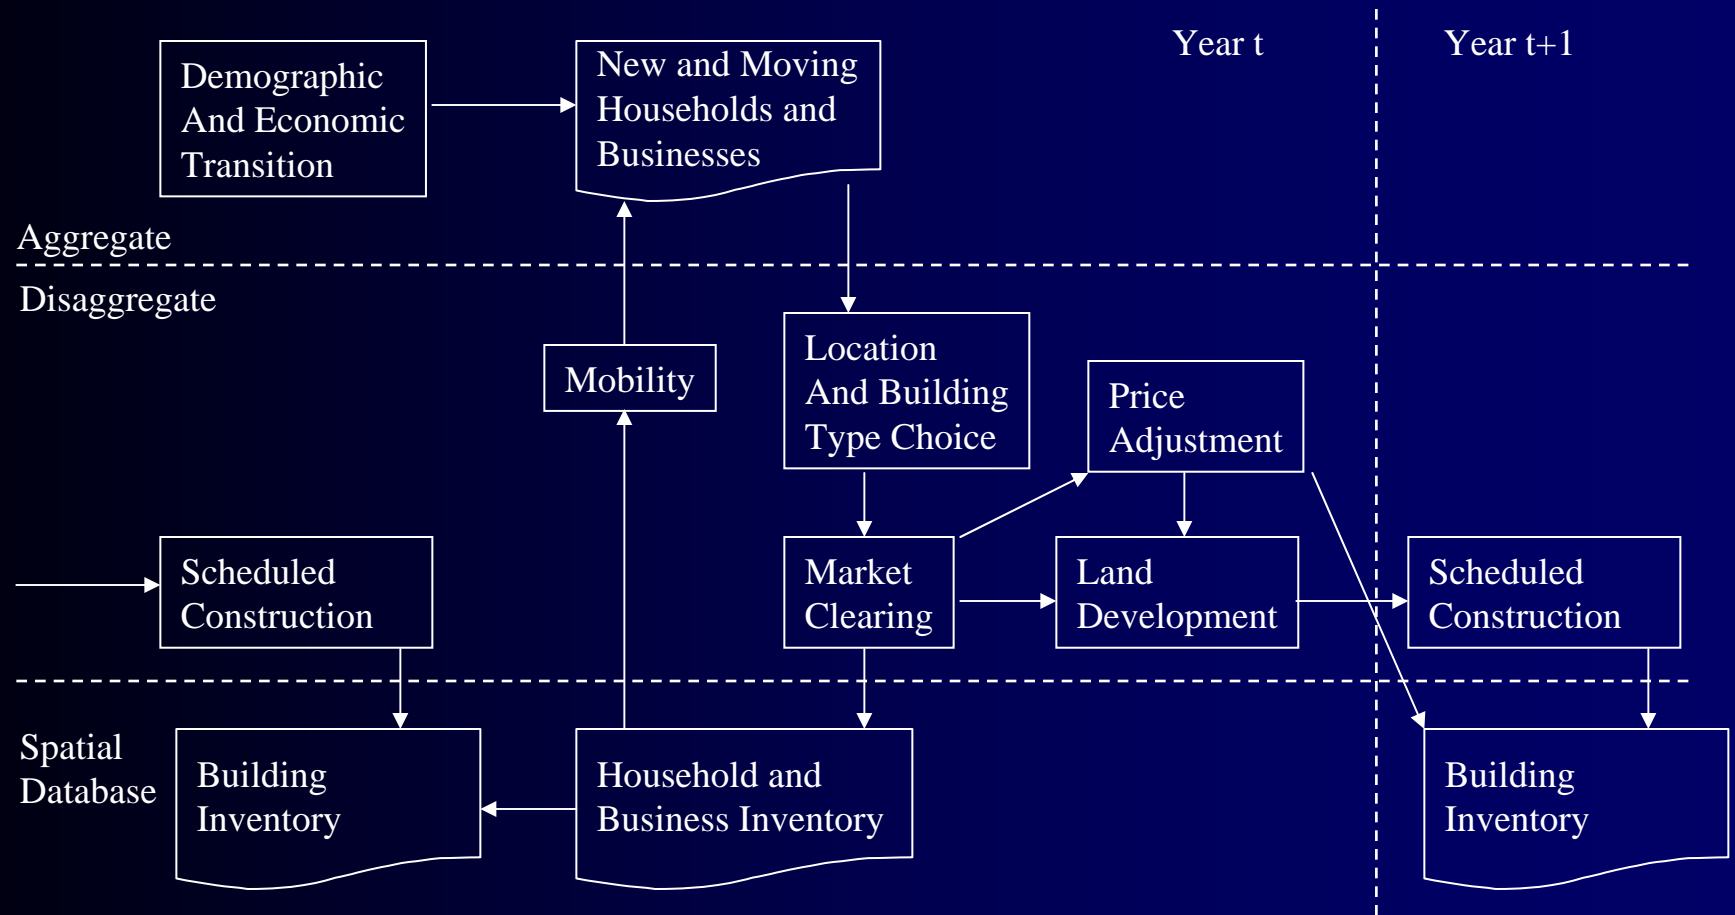 Year t
Year t+1
Demographic
And Economic
Transition
New and Moving
Households and
Businesses
Aggregate
Disaggregate
Mobility
Location
And Building
Type Choice
Price
Adjustment
Scheduled
Construction
Market
Clearing
Land
Development
Scheduled
Construction
Spatial
Database
Building
Inventory
Household and
Business Inventory
Building
Inventory